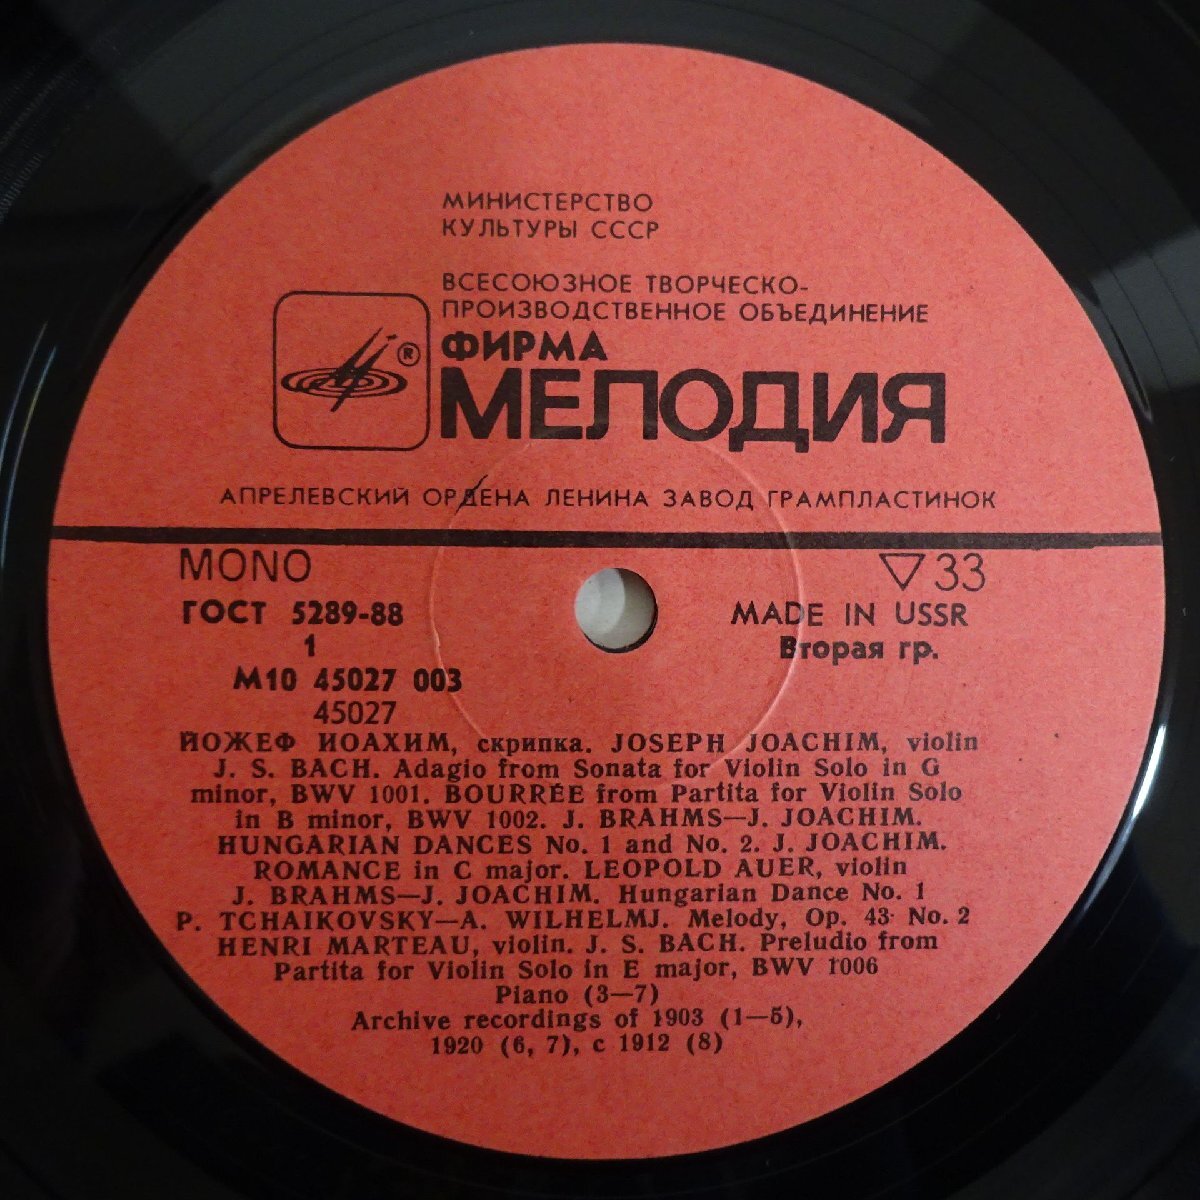 МИНИСТЕРСТВО
КУЛЬТУРЫ СССР
ВСЕСОЮЗНОЕ ТВОРЧЕСКО-
ПРОИЗВОДСТВЕННОЕ ОБЪЕДИНЕНИЕ
ФИРМА
®
МЕЛОДИЯ
АПРЕЛЕВСКИЙ ОРДЕНА ЛЕНИНА ЗАВОД ГРАМПЛАСТИНОК
MONO
▽33
ГОСТ 5289-88
MADE IN USSR
1
Вторая гр.
М10 45027 003
45027
ЙОЖЕФ ИОАХИМ, скрипка. JOSEPH JOACHIM, violin
J. S. BACH. Adagio from Sonata for Violin Solo in G
minor, BWV 1001. BOURRÉE from Partita for Violin Solo
in B minor, BWV 1002. J. BRAHMS—J. JOACHIM.
HUNGARIAN DANCES No. 1 and No. 2. J. JOACHIM.
ROMANCE in C major. LEOPOLD AUER, violin
J. BRAHMS—J. JOACHIM. Hungarian Dance No. 1
P. TCHAIKOVSKY—A. WILHELMJ. Melody, Op. 43 No. 2
HENRI MARTEAU, violin. J. S. BACH. Preludio from
Partita for Violin Solo in E major, BWV 1006
Piano (3—7)
Archive recordings of 1903 (1—5),
1920 (6, 7), c 1912 (8)